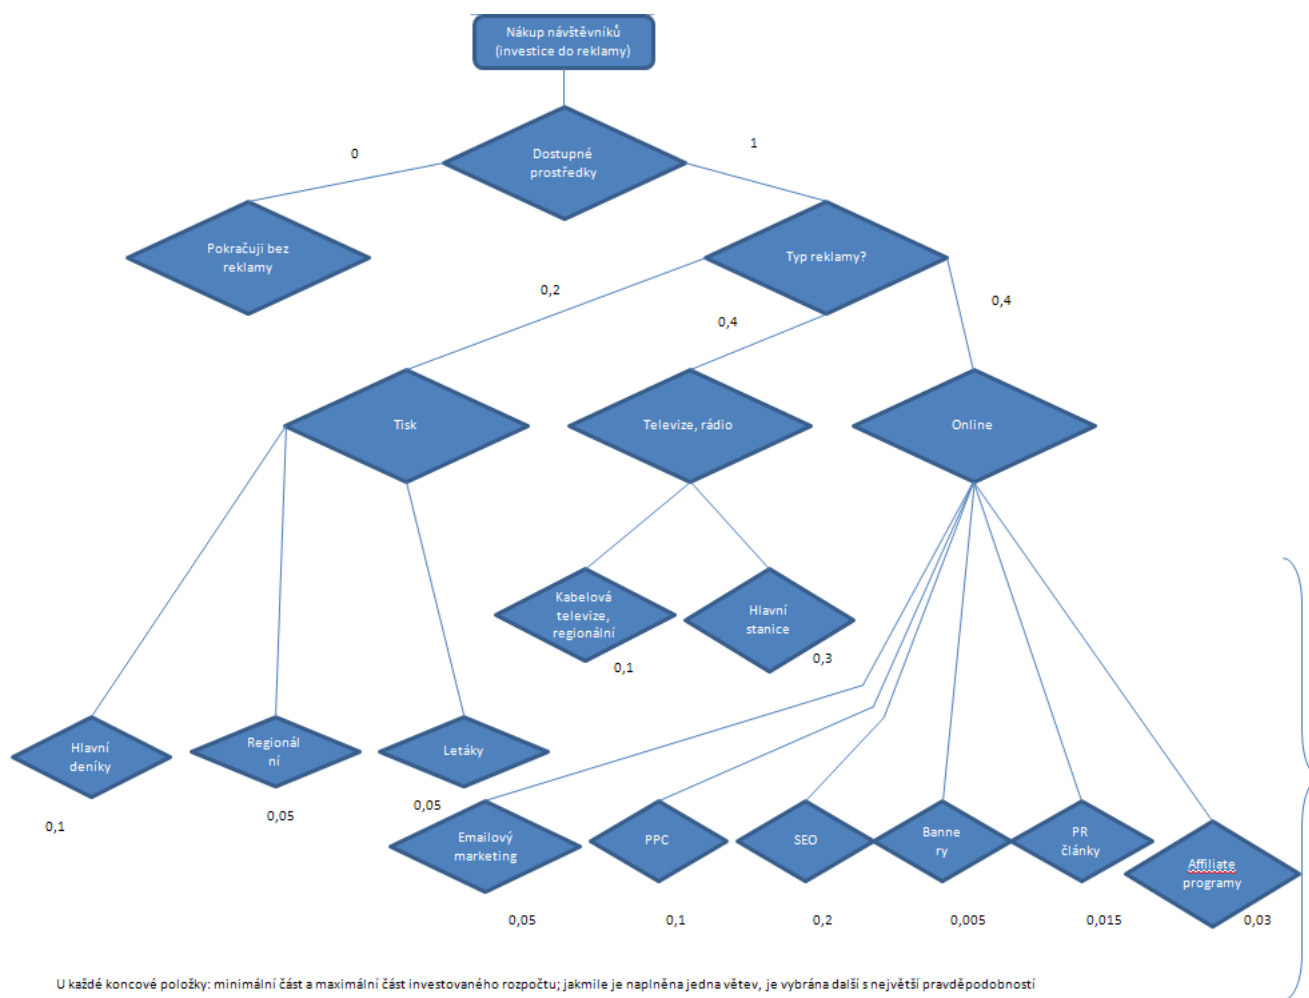 Nákup návštěvníků
(investice do reklamy)
0
1
Dostupné
prostředky
Pokračuji bez
reklamy
Typ reklamy?
0,2
0,4
0,4
Tisk
Televize, rádio
Online
Kabelová
televize,
regionální
0,1
Hlavní
stanice
0,3
Hlavní
deníky
0,1
Regionál
ní
0,05
Letáky
0,05
Emailový
marketing
0,05
PPC
0,1
SEO
0,2
Banne
ry
0,005
PR
články
0,015
Affiliate
programy
0,03
U každé koncové položky: minimální část a maximální část investovaného rozpočtu; jakmile je naplněna jedna větev, je vybrána další s největší pravděpodobností